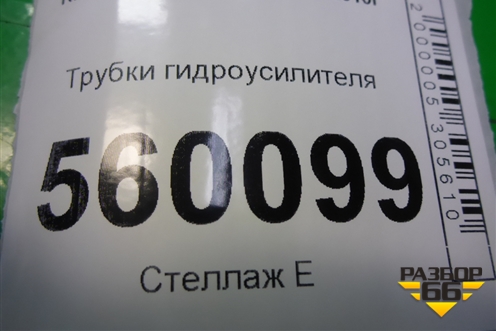 Трубки гидроусилителя
560099
Стеллаж Е
2000005305610
РАЗБОР
66